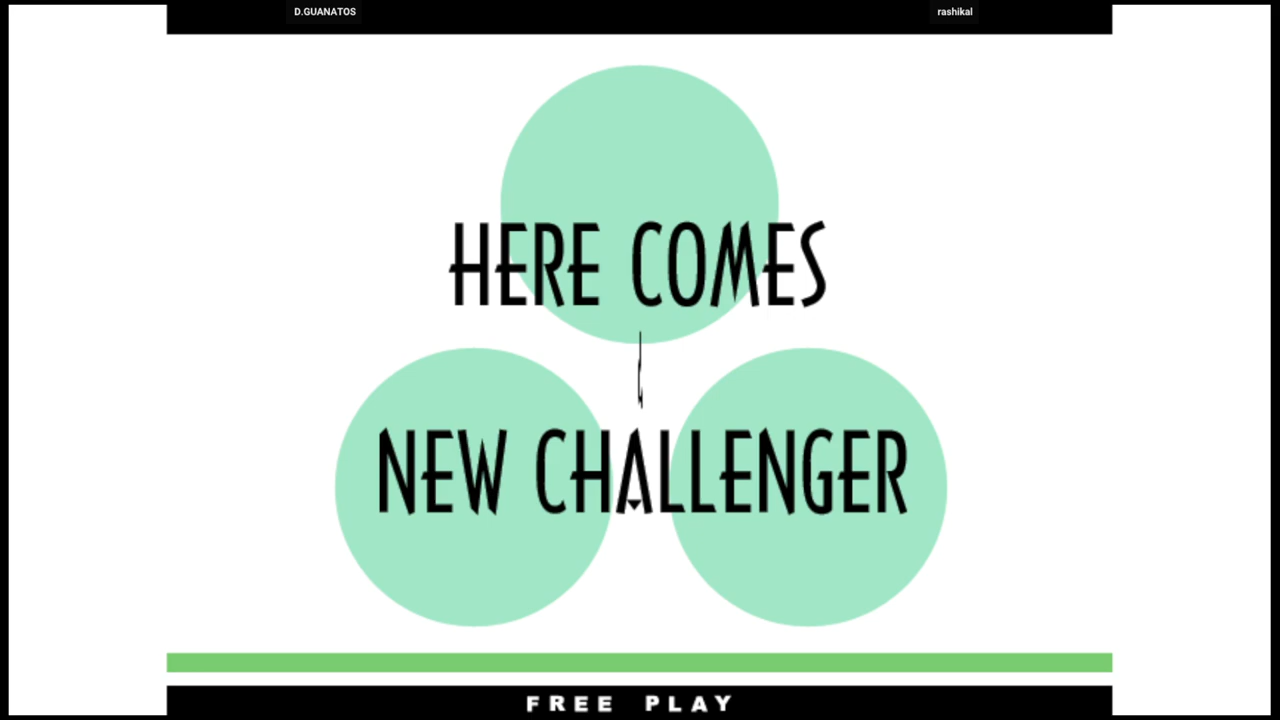 D.GUANATOS
rashikal
HERE COMES
NEW CHALLENGER
FREE PLAY